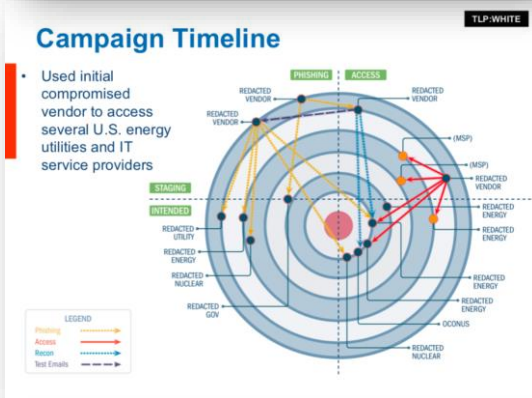 TLP:WHITE
Campaign Timeline
• Used initial
compromised
vendor to access
several U.S. energy
utilities and IT
service providers
PHISHING
ACCESS
REDACTED
VENDOR
REDACTED
VENDOR
REDACTED
VENDOR
(MSP)
(MSP)
REDACTED
VENDOR
STAGING
INTENDED
REDACTED
ENERGY
REDACTED
UTILITY
REDACTED
ENERGY
REDACTED
ENERGY
REDACTED
NUCLEAR
REDACTED
ENERGY
REDACTED
GOV
REDACTED
ENERGY
OCONUS
REDACTED
NUCLEAR
LEGEND
Phishing
Access
Recon
Test Emails